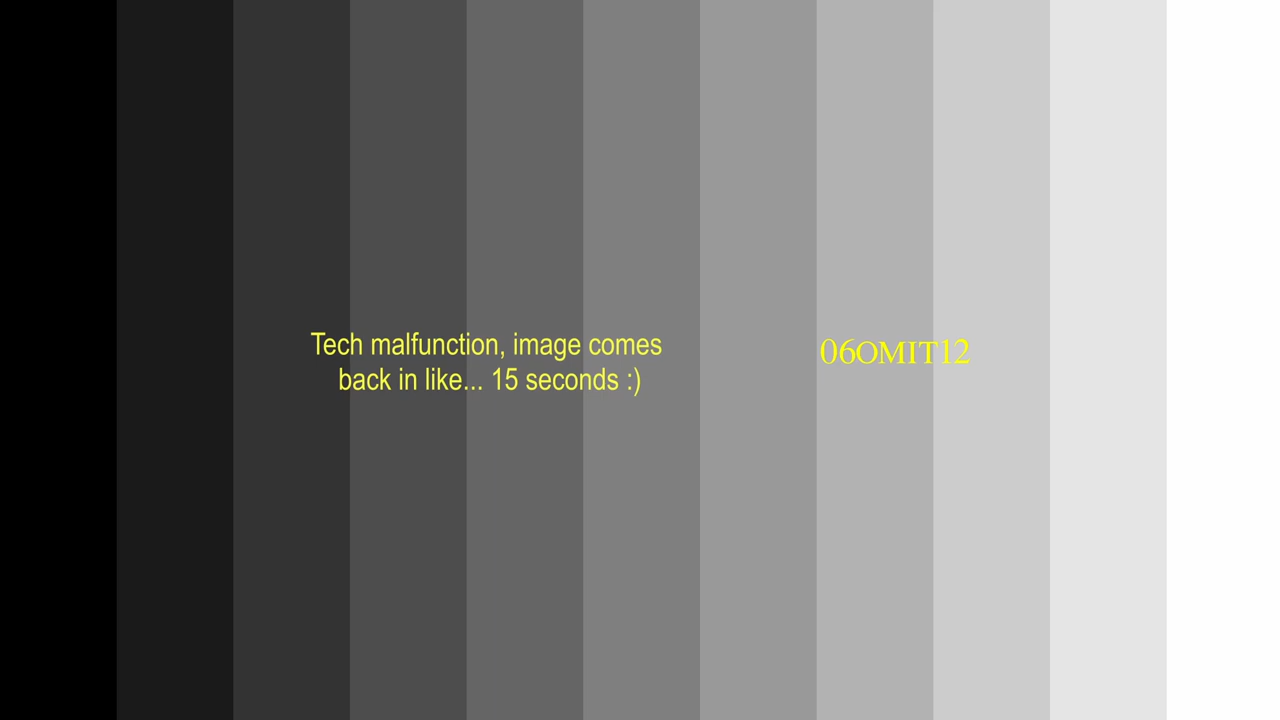 Tech malfunction, image comes
back in like... 15 seconds :)
06OMIT12